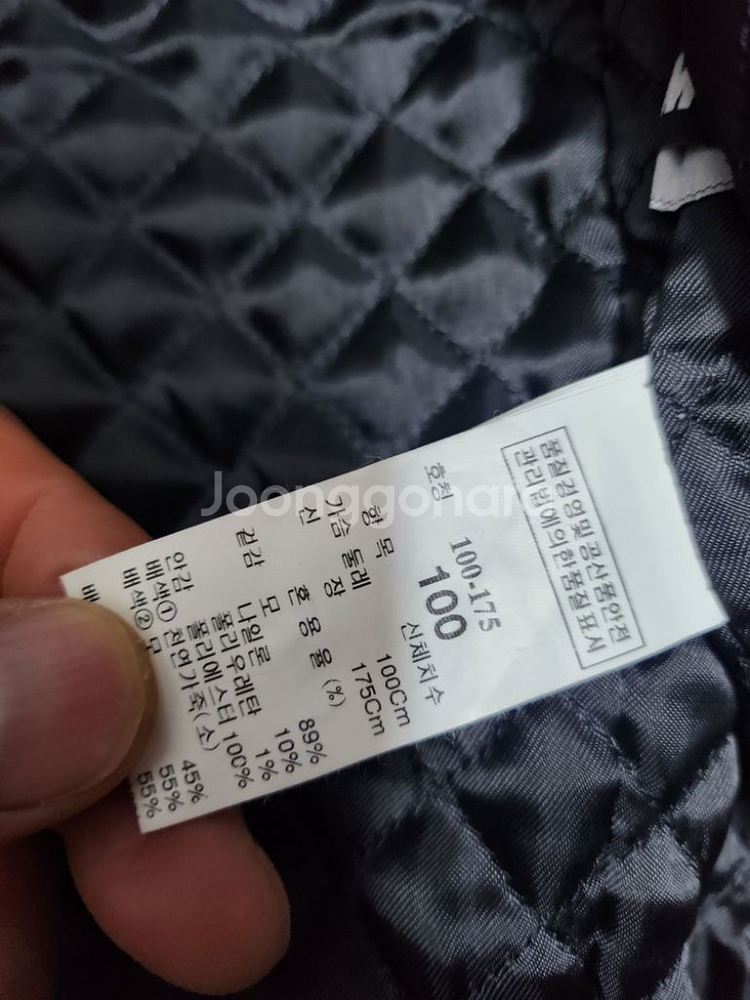 품질경영및 공산품안전
관리법에의한품질표시
호칭 100-175
100
항목 신체치수
가슴둘레 100Cm
신장 175Cm
혼용율 (%)
겉감 모 89%
나일론 10%
폴리우레탄 1%
안감 폴리에스터 100%
배색① 천연가죽(소)
배색② 모 45%
55%
55%
Joonggonara